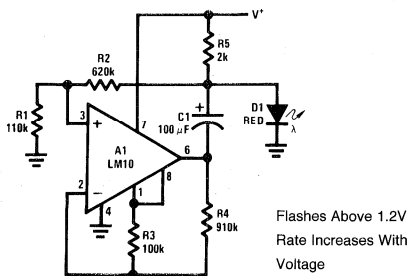 V+
R5
2k
R2
620k
R1
110k
3
+
7
+
C1
100 μF
D1
RED
λ
A1
LM10
6
2
−
1
8
4
R3
100k
R4
910k
Flashes Above 1.2V
Rate Increases With
Voltage